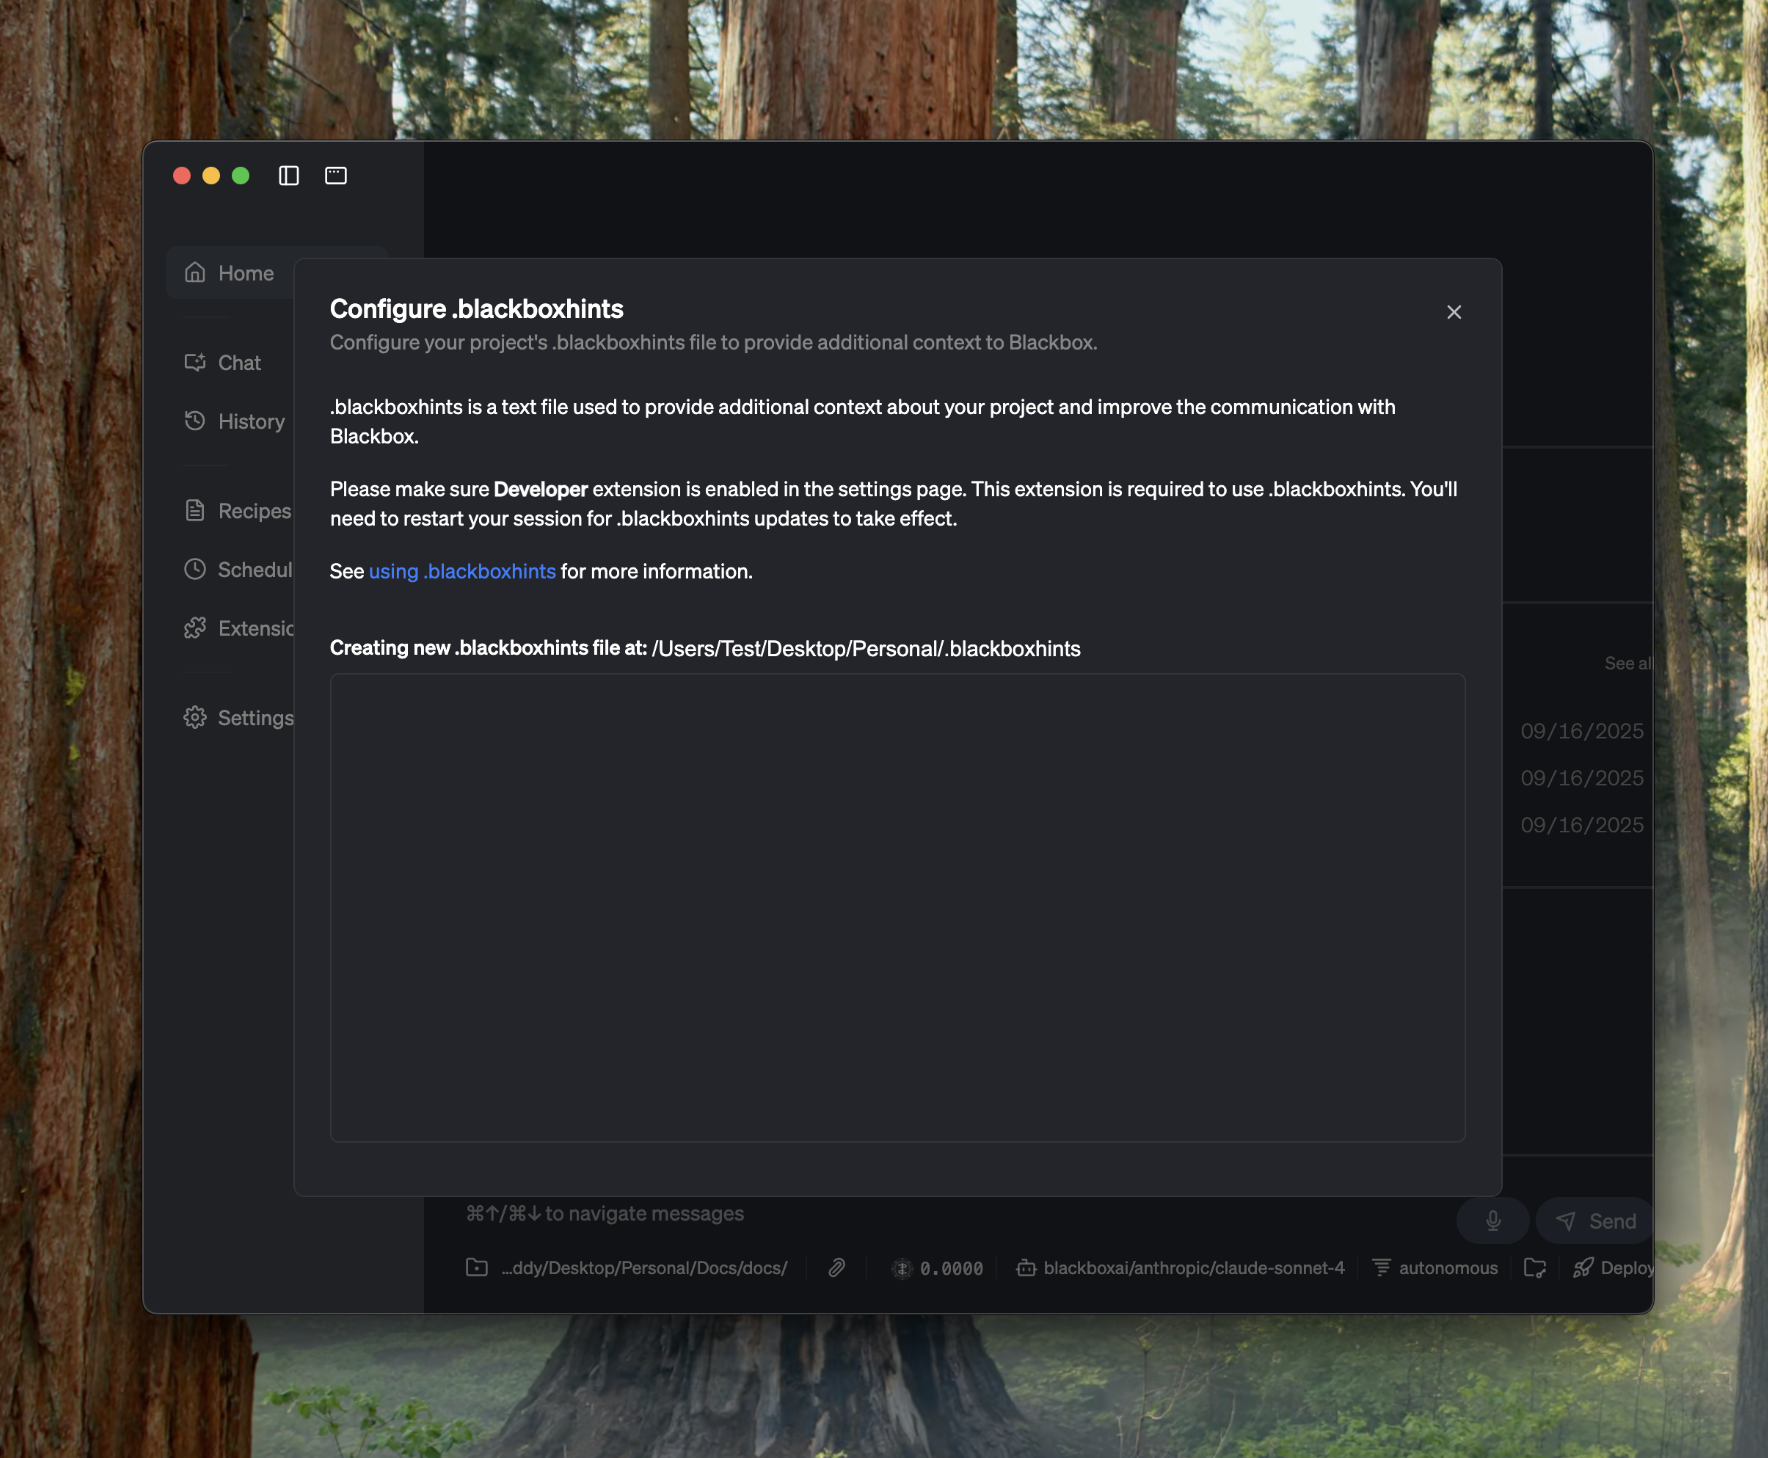 Home
Chat
History
Recipes
Schedul
Extensic
Settings
Configure .blackboxhints
Configure your project's .blackboxhints file to provide additional context to Blackbox.
.blackboxhints is a text file used to provide additional context about your project and improve the communication with
Blackbox.
Please make sure Developer extension is enabled in the settings page. This extension is required to use .blackboxhints. You'll
need to restart your session for .blackboxhints updates to take effect.
See using .blackboxhints for more information.
Creating new .blackboxhints file at: /Users/Test/Desktop/Personal/.blackboxhints
See all
09/16/2025
09/16/2025
09/16/2025
⌘↑/⌘↓ to navigate messages
Send
...ddy/Desktop/Personal/Docs/docs/
0.0000
blackboxai/anthropic/claude-sonnet-4
autonomous
Deploy